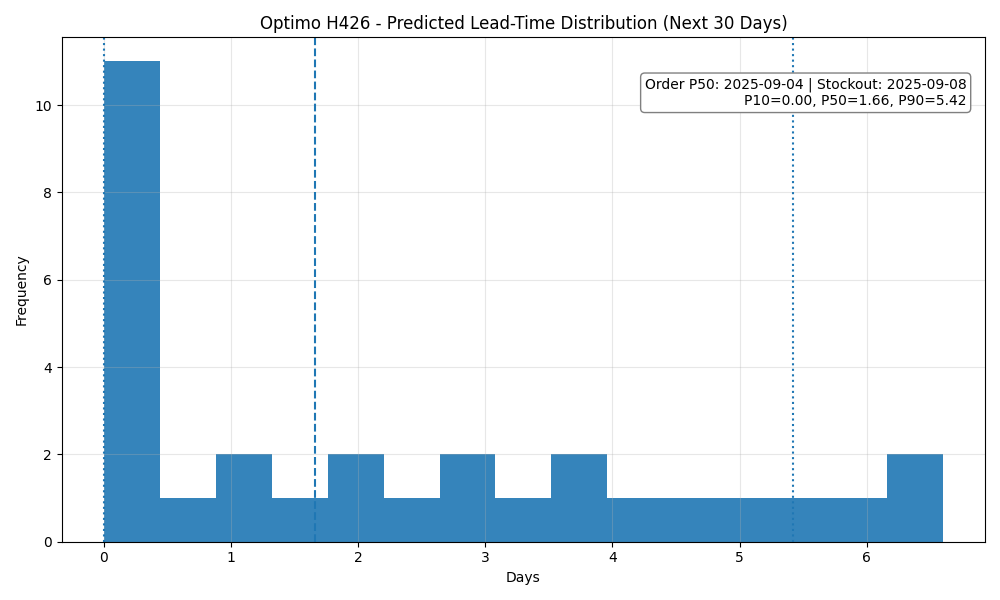 Optimo H426 - Predicted Lead-Time Distribution (Next 30 Days)
Order P50: 2025-09-04 | Stockout: 2025-09-08
P10=0.00, P50=1.66, P90=5.42
Frequency
10
8
6
4
2
0
0 1 2 3 4 5 6
Days